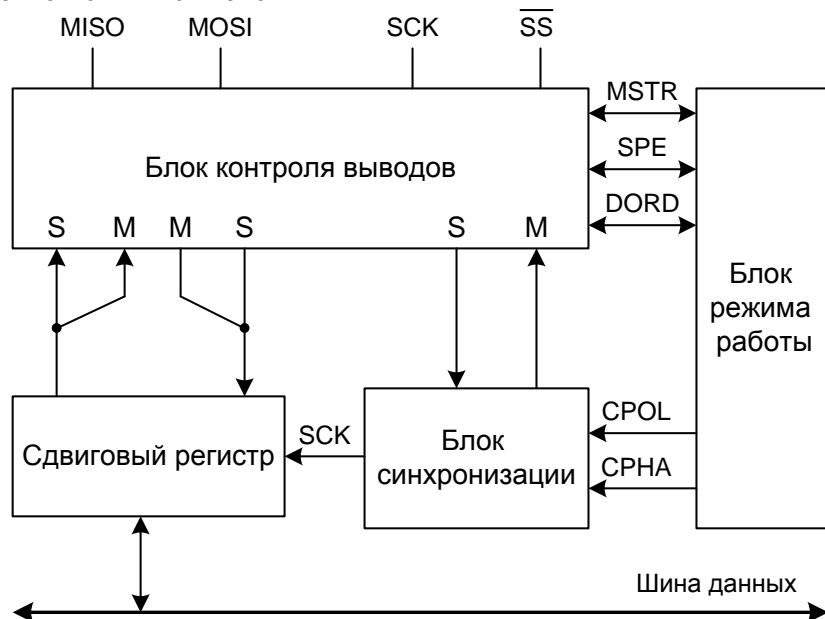 MISO MOSI SCK SS
MSTR
SPE
DORD
Блок контроля выводов
S M M S S M
Блок
режима
работы
Сдвиговый регистр
SCK
Блок
синхронизации
CPOL
CPHA
Шина данных